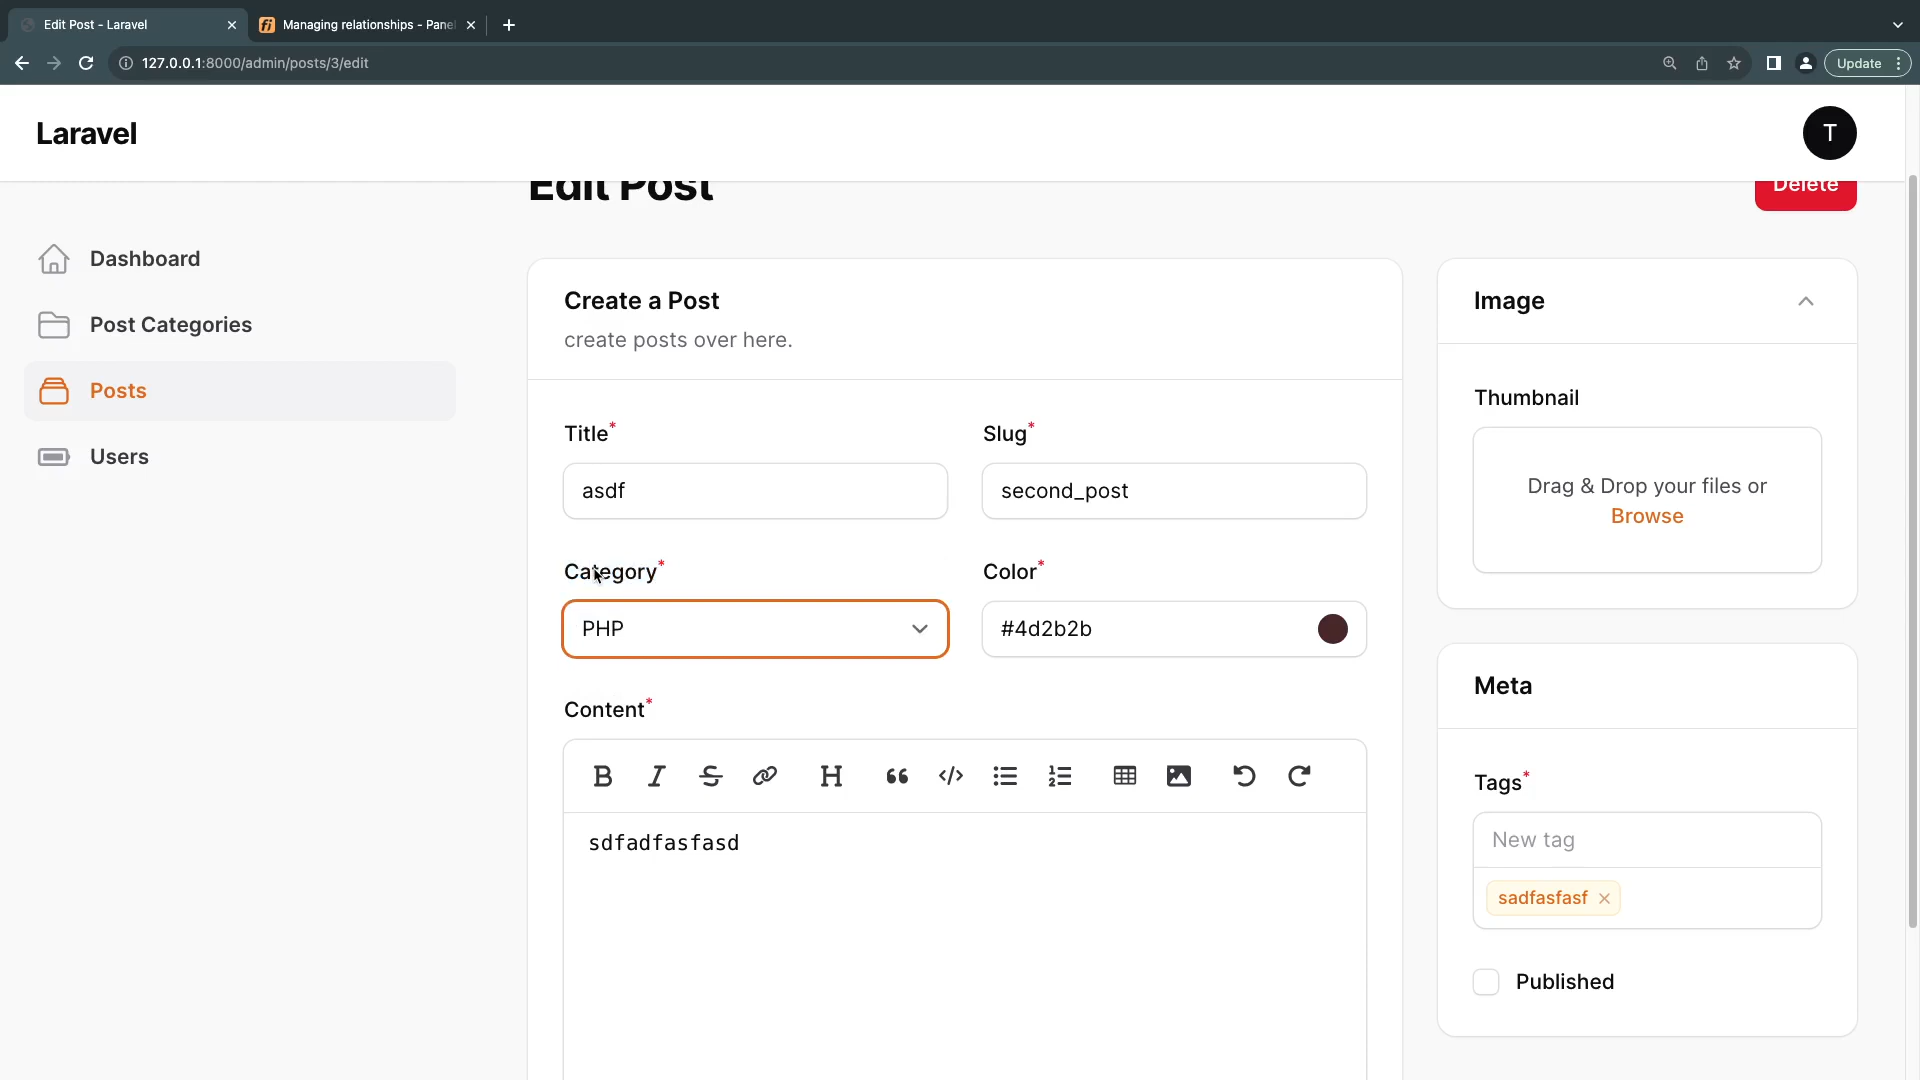 Edit Post - Laravel
Managing relationships - Pane
127.0.0.1:8000/admin/posts/3/edit
Update
Laravel
T
Edit Post
Delete
Dashboard
Post Categories
Posts
Users
Create a Post
create posts over here.
Title*
Slug*
asdf
second_post
Category*
Color*
PHP
#4d2b2b
Content*
sdfadfasfasd
Image
Thumbnail
Drag & Drop your files or
Browse
Meta
Tags*
New tag
sadfasfasf
Published